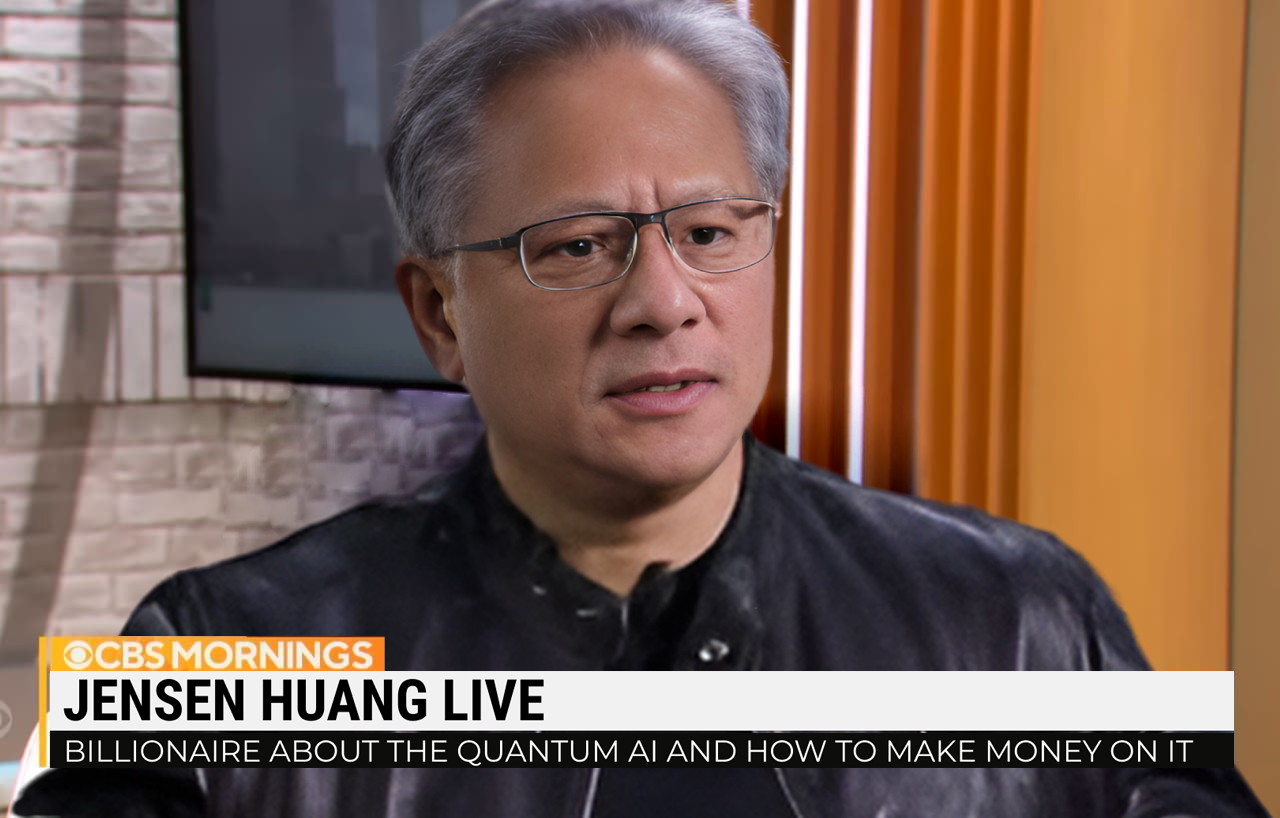 CBS MORNINGS
JENSEN HUANG LIVE
BILLIONAIRE ABOUT THE QUANTUM AI AND HOW TO MAKE MONEY ON IT